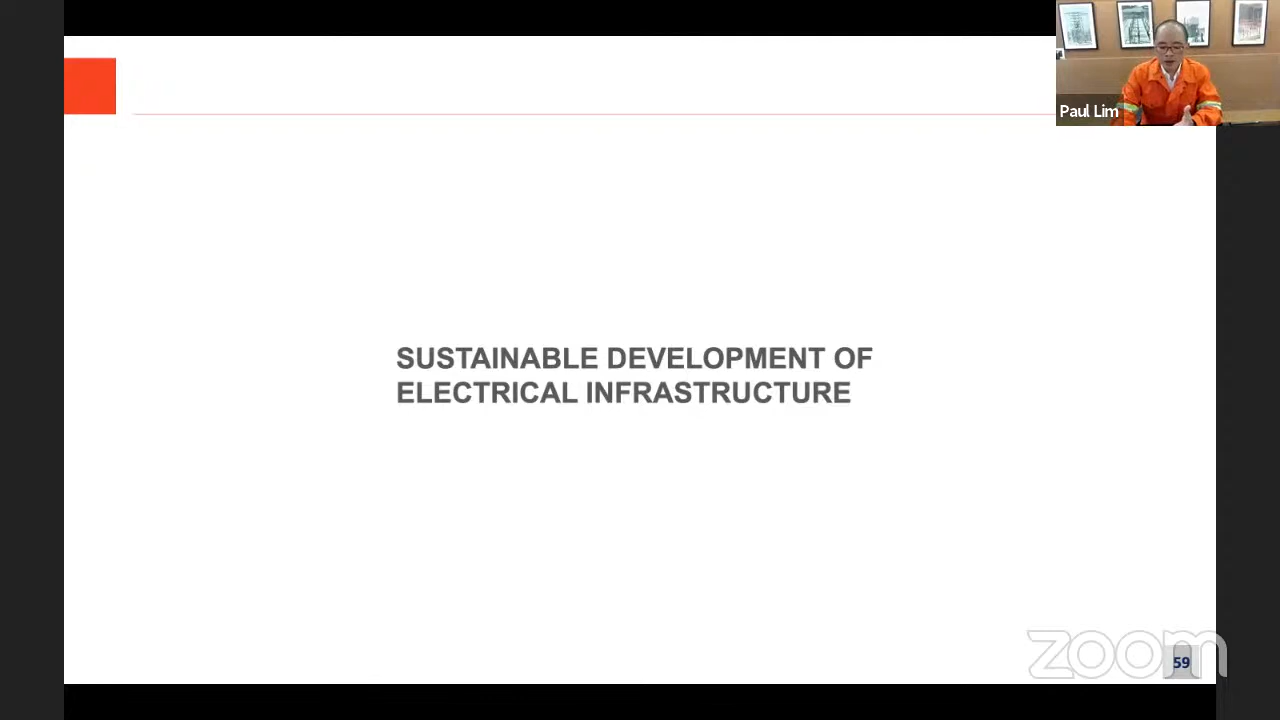 Paul Lim
SUSTAINABLE DEVELOPMENT OF
ELECTRICAL INFRASTRUCTURE
zoom
59